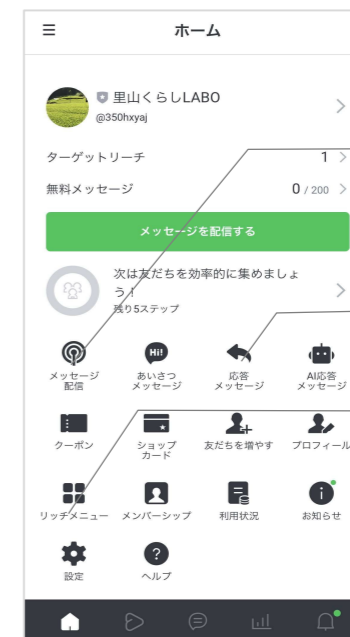 ホーム
里山くらしLABO
@350hxyaj
ターゲットリーチ 1
無料メッセージ 0 / 200
メッセージを配信する
次は友だちを効率的に集めましょ
う！
残り5ステップ
Hi!
メッセージ
配信
あいさつ
メッセージ
応答
メッセージ
AI応答
メッセージ
クーポン
ショップ
カード
友だちを増やす
プロフィール
リッチメニュー
メンバーシップ
利用状況
お知らせ
設定
ヘルプ